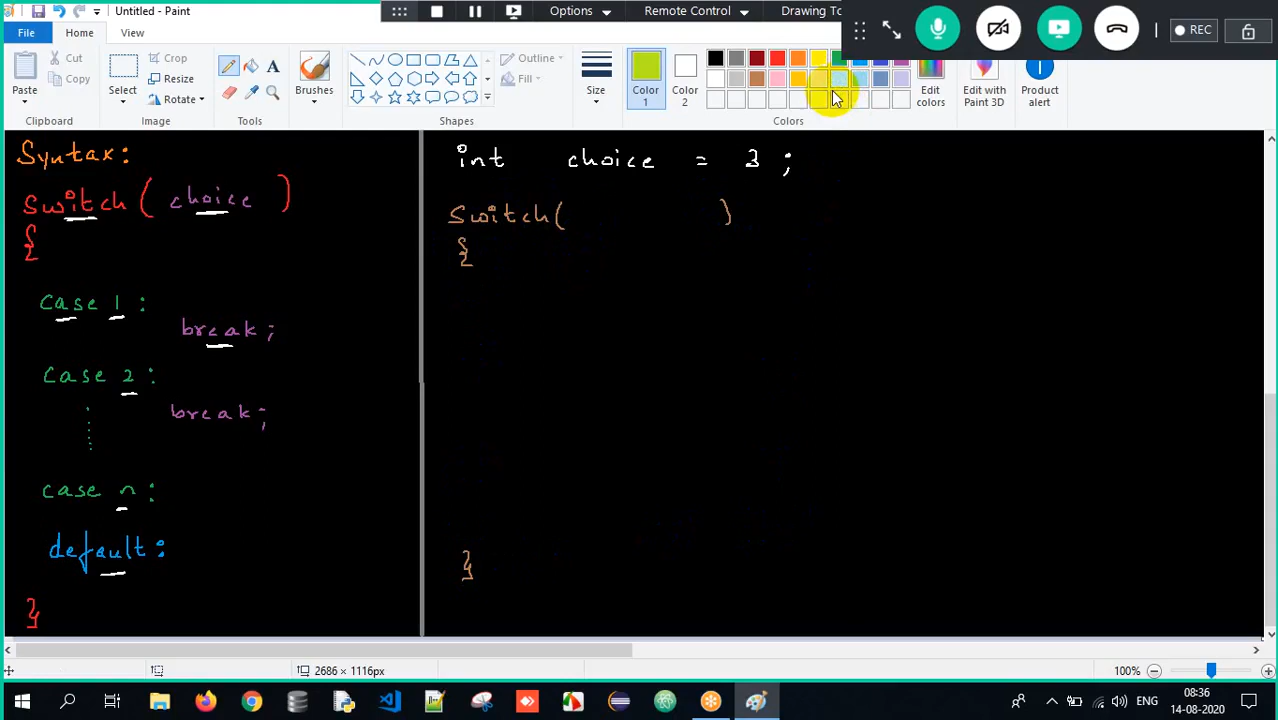 Untitled - Paint
Options
Remote Control
Drawing To
REC
File
Home
View
Paste
Cut
Copy
Clipboard
Crop
Resize
Rotate
Image
Tools
Brushes
Outline
Fill
Shapes
Size
Color 1
Color 2
Colors
Edit colors
Edit with Paint 3D
Product alert
Syntax:
switch( choice )
{
case 1:
break;
case 2:
break;
case n:
default:
}
int choice = 3 ;
switch( )
{
}
2686 × 1116px
100%
ENG
08:36
14-08-2020